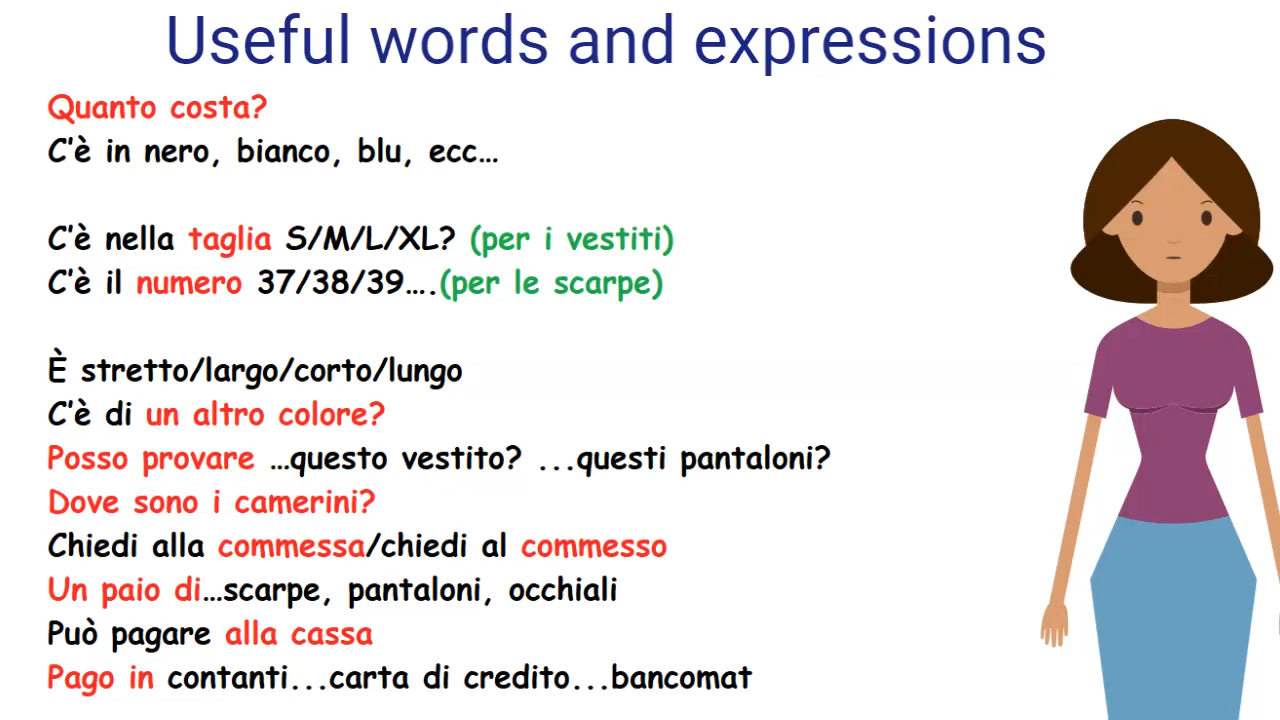 Useful words and expressions
Quanto costa?
C'è in nero, bianco, blu, ecc...
C'è nella taglia S/M/L/XL? (per i vestiti)
C'è il numero 37/38/39....(per le scarpe)
È stretto/largo/corto/lungo
C'è di un altro colore?
Posso provare ...questo vestito? ...questi pantaloni?
Dove sono i camerini?
Chiedi alla commessa/chiedi al commesso
Un paio di...scarpe, pantaloni, occhiali
Può pagare alla cassa
Pago in contanti...carta di credito...bancomat